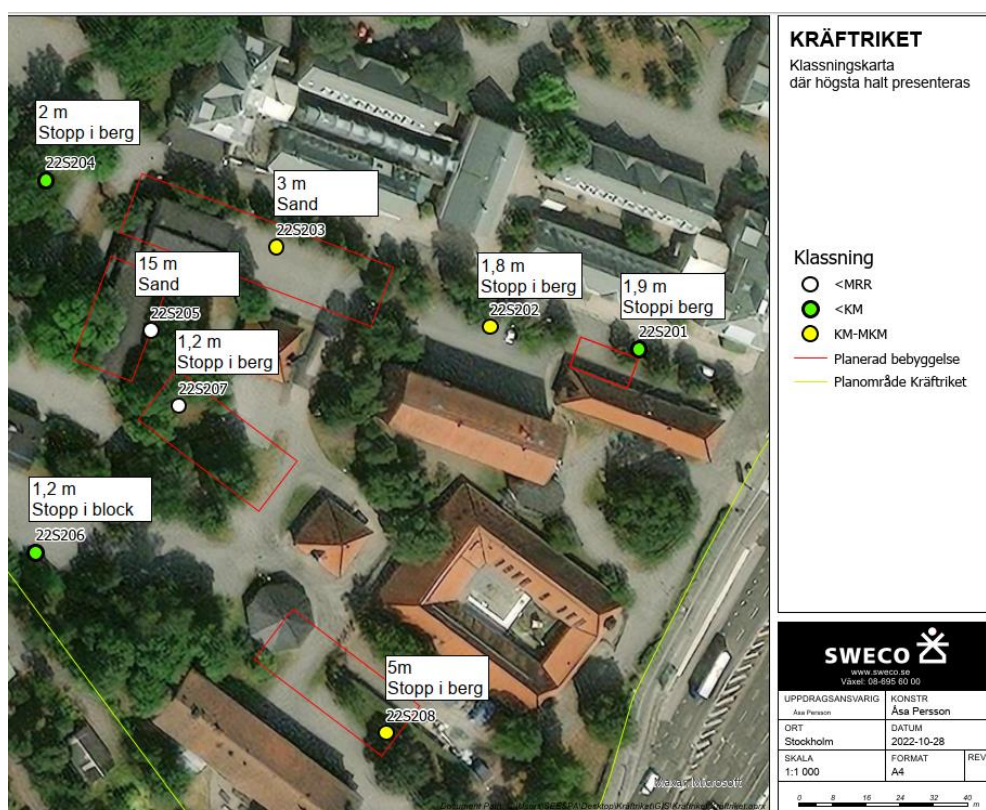 KRÄFTRIKET
Klassningskarta
där högsta halt presenteras
2 m
Stopp i berg
22S204
3 m
Sand
22S203
15 m
Sand
22S205
1,8 m
Stopp i berg
22S202
1,9 m
Stoppi berg
22S201
1,2 m
Stopp i berg
22S207
1,2 m
Stopp i block
22S206
5m
Stopp i berg
22S208
Klassning
<MRR
<KM
KM-MKM
Planerad bebyggelse
Planområde Kräftriket
SWECO
www.sweco.se
Växel: 08-695 60 00
UPPDRAGSANSVARIG
Åsa Persson
KONSTR
Åsa Persson
ORT
Stockholm
DATUM
2022-10-28
SKALA
1:1 000
FORMAT
A4
REV
0 8 16 24 32 40
m
Maxar, Microsoft